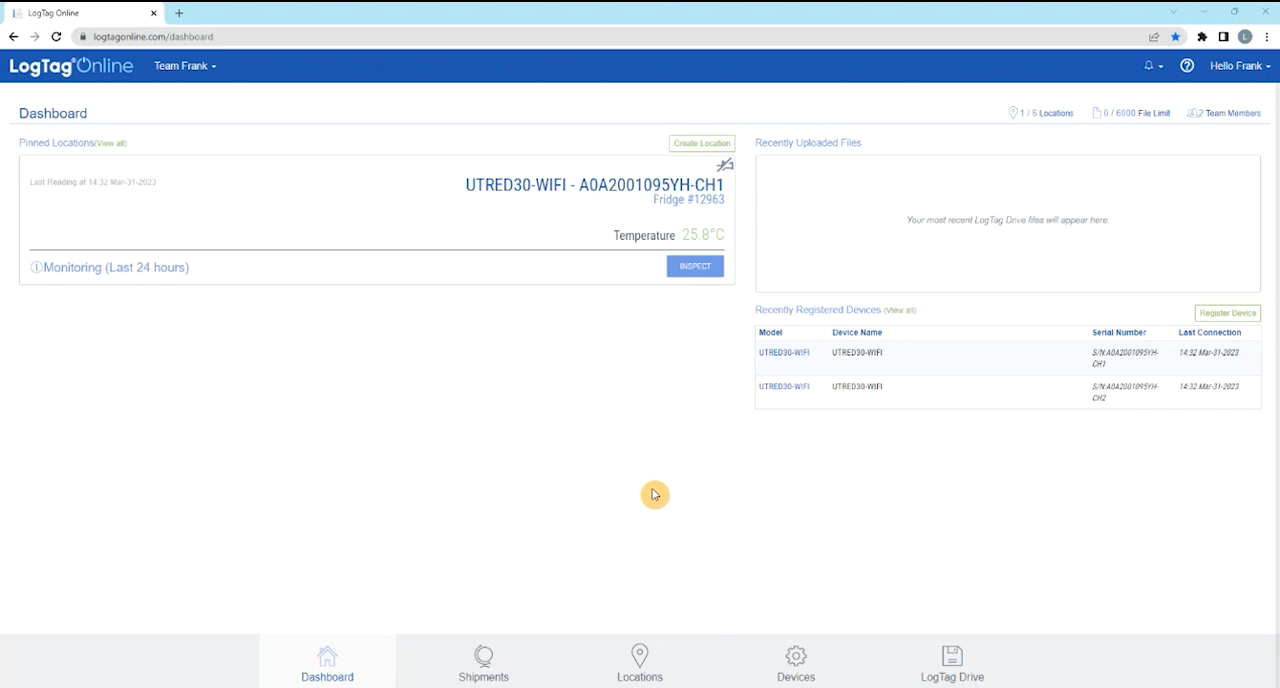 LogTag Online
logtagonline.com/dashboard
L
LogTag Online
Team Frank
Hello Frank
Dashboard
1 / 6 Locations
0 / 6000 File Limit
2 Team Members
Pinned Locations(View all)
Create Location
Last Reading at 14:32 Mar-31-2023
UTRED30-WIFI - A0A2001095YH-CH1
Fridge #12963
Temperature 25.8°C
Monitoring (Last 24 hours)
INSPECT
Recently Uploaded Files
Your most recent LogTag Drive files will appear here.
Recently Registered Devices (View all)
Register Device
Model Device Name Serial Number Last Connection
UTRED30-WIFI UTRED30-WIFI S/N:A0A2001095YH-CH1 14:32 Mar-31-2023
UTRED30-WIFI UTRED30-WIFI S/N:A0A2001095YH-CH2 14:32 Mar-31-2023
Dashboard
Shipments
Locations
Devices
LogTag Drive